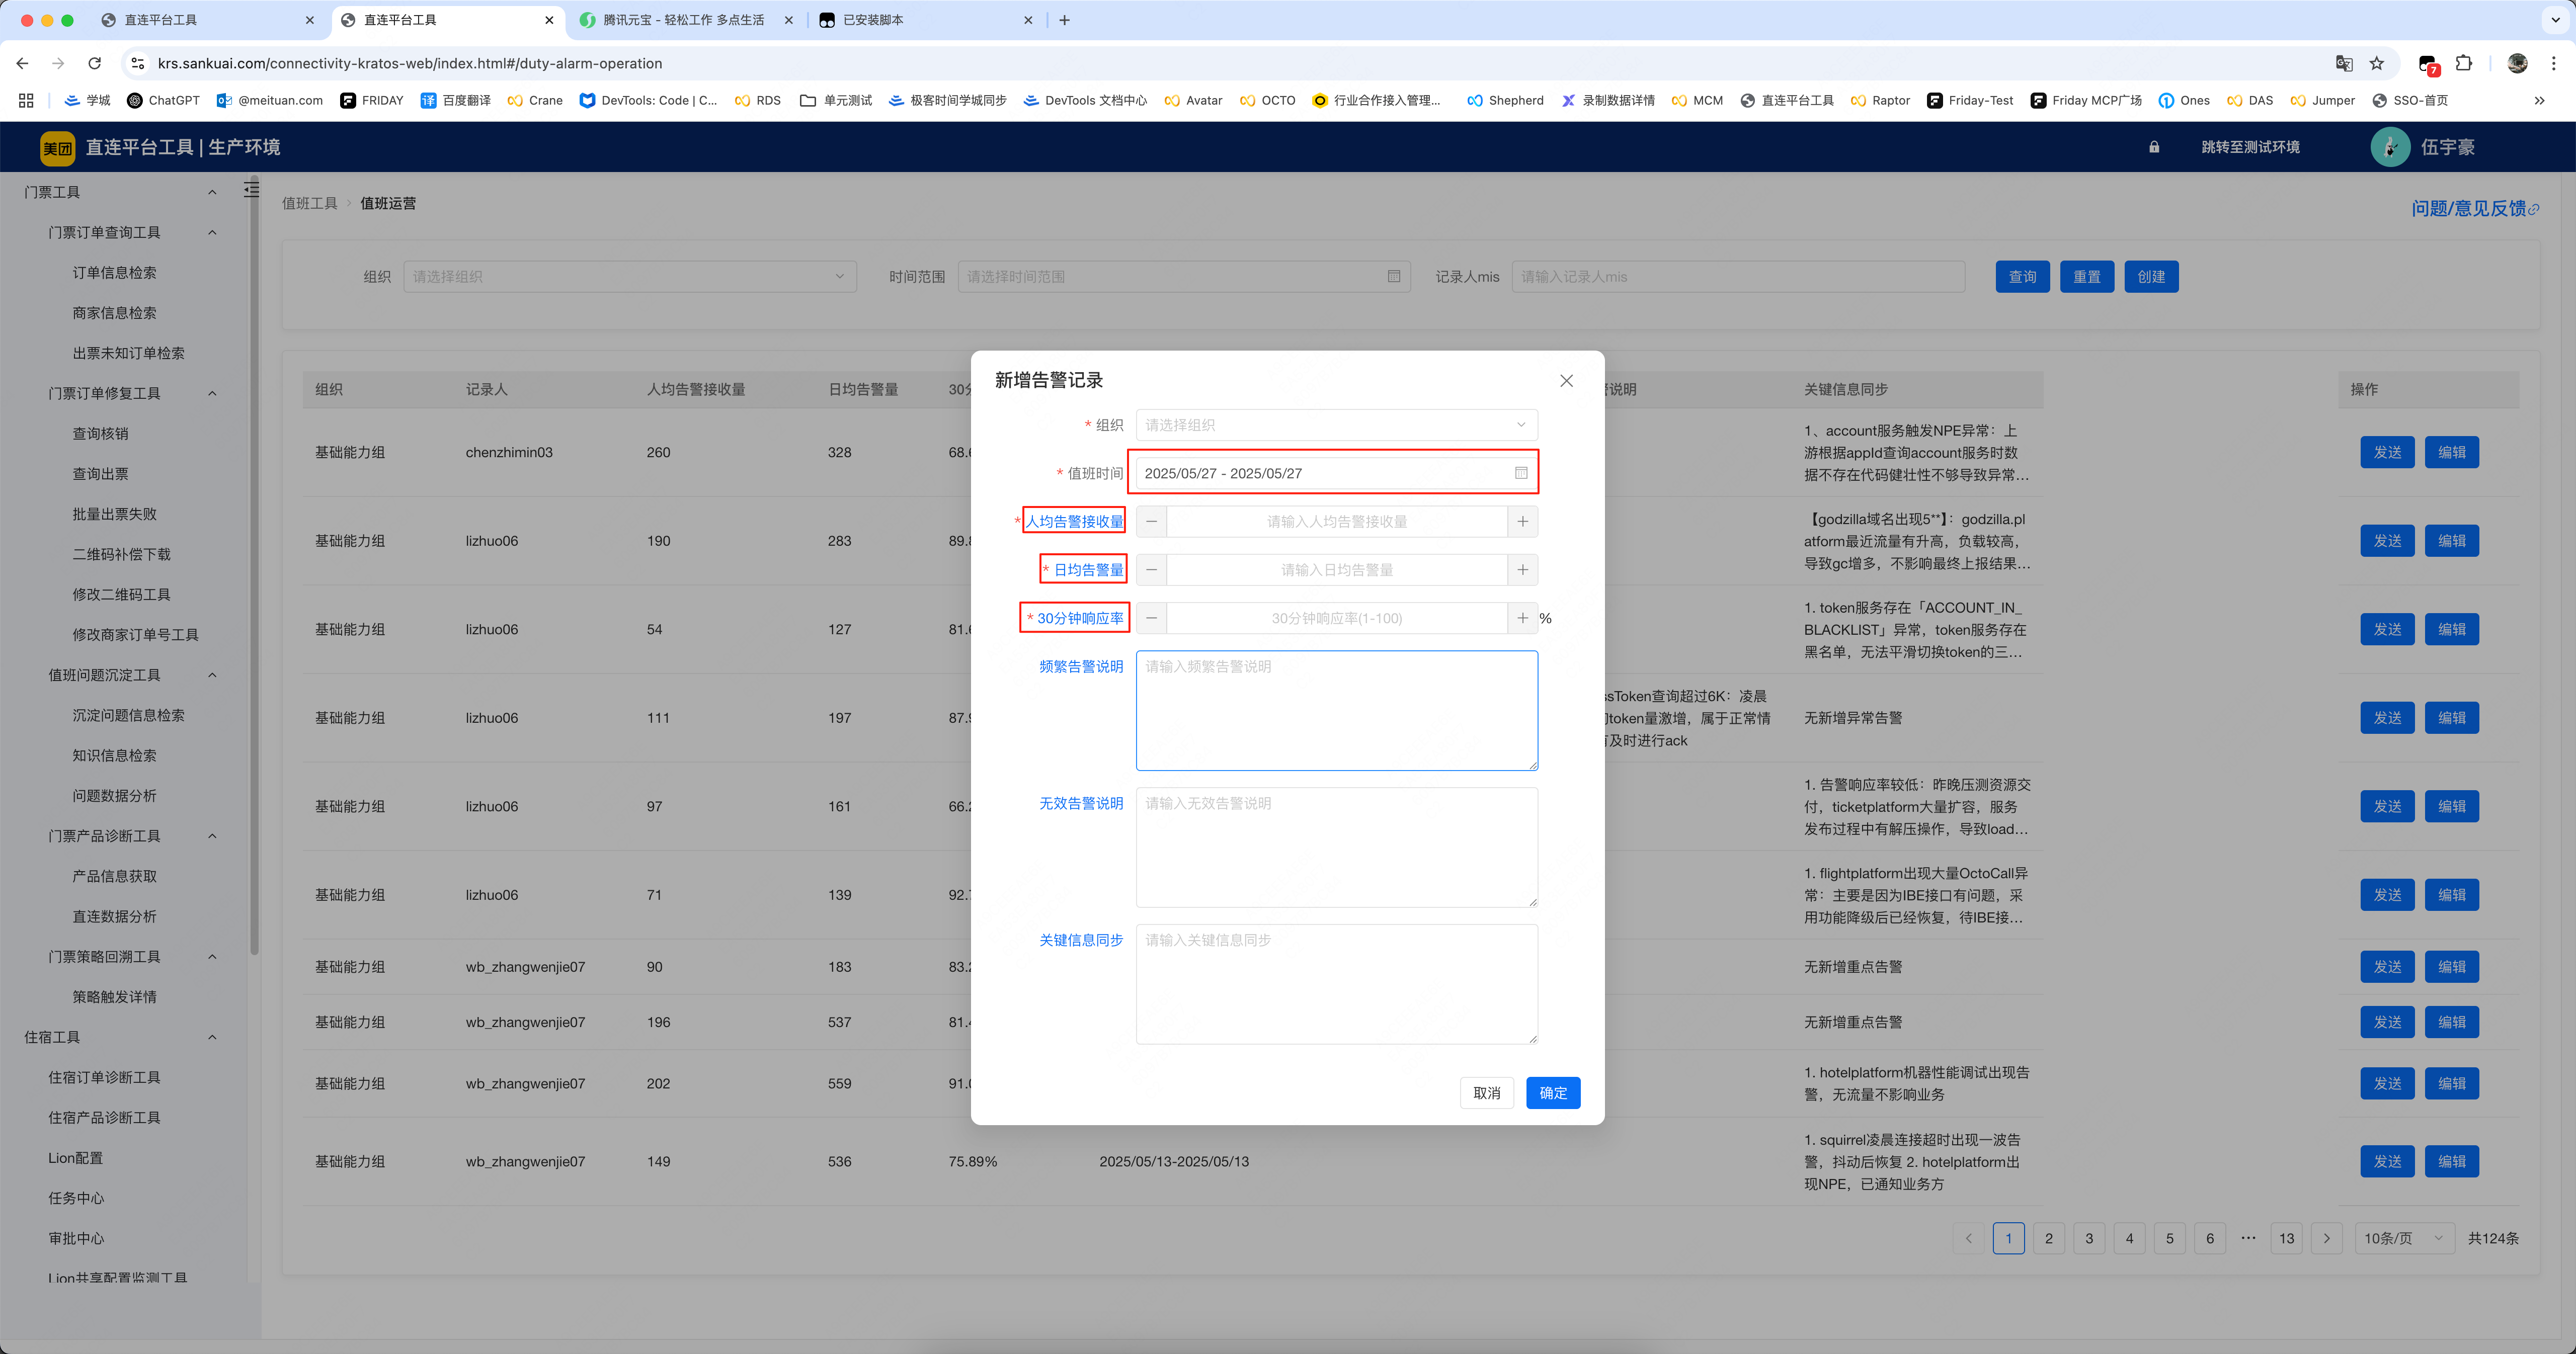 直连平台工具
直连平台工具
腾讯元宝 - 轻松工作 多点生活
已安装脚本
krs.sankuai.com/connectivity-kratos-web/index.html#/duty-alarm-operation
7
学城
ChatGPT
@meituan.com
FRIDAY
译
百度翻译
Crane
DevTools: Code | C...
RDS
单元测试
极客时间学城同步
DevTools 文档中心
Avatar
OCTO
行业合作接入管理...
Shepherd
录制数据详情
MCM
直连平台工具
Raptor
Friday-Test
Friday MCP广场
Ones
DAS
Jumper
SSO-首页
美团
直连平台工具 | 生产环境
跳转至测试环境
伍宇豪
门票工具
门票订单查询工具
订单信息检索
商家信息检索
出票未知订单检索
门票订单修复工具
查询核销
查询出票
批量出票失败
二维码补偿下载
修改二维码工具
修改商家订单号工具
值班问题沉淀工具
沉淀问题信息检索
知识信息检索
问题数据分析
门票产品诊断工具
产品信息获取
直连数据分析
门票策略回溯工具
策略触发详情
住宿工具
住宿订单诊断工具
住宿产品诊断工具
Lion配置
任务中心
审批中心
Lion共享配置监测工具
值班工具 > 值班运营
问题/意见反馈
组织 请选择组织
时间范围 请选择时间范围
记录人mis 请输入记录人mis
查询 重置 创建
组织 记录人 人均告警接收量 日均告警量 30分 说明 关键信息同步 操作
基础能力组 chenzhimin03 260 328 68.6
1、account服务触发NPE异常：上
游根据appId查询account服务时数
据不存在代码健壮性不够导致异常...
发送 编辑
基础能力组 lizhuo06 190 283 89.8
【godzilla域名出现5**】：godzilla.pl
atform最近流量有升高，负载较高，
导致gc增多，不影响最终上报结果...
发送 编辑
基础能力组 lizhuo06 54 127 81.6
1. token服务存在「ACCOUNT_IN_
BLACKLIST」异常，token服务存在
黑名单，无法平滑切换token的三...
发送 编辑
基础能力组 lizhuo06 111 197 87.9
ssToken查询超过6K：凌晨
token量激增，属于正常情
及时进行ack
无新增异常告警
发送 编辑
基础能力组 lizhuo06 97 161 66.2
1. 告警响应率较低：昨晚压测资源交
付，ticketplatform大量扩容，服务
发布过程中有解压操作，导致load...
发送 编辑
基础能力组 lizhuo06 71 139 92.7
1. flightplatform出现大量OctoCall异
常：主要是因为IBE接口有问题，采
用功能降级后已经恢复，待IBE接...
发送 编辑
基础能力组 wb_zhangwenjie07 90 183 83.2 无新增重点告警 发送 编辑
基础能力组 wb_zhangwenjie07 196 537 81.4 无新增重点告警 发送 编辑
基础能力组 wb_zhangwenjie07 202 559 91.0
1. hotelplatform机器性能调试出现告
警，无流量不影响业务
发送 编辑
基础能力组 wb_zhangwenjie07 149 536 75.89% 2025/05/13-2025/05/13
1. squirrel凌晨连接超时出现一波告
警，抖动后恢复 2. hotelplatform出
现NPE，已通知业务方
发送 编辑
1 2 3 4 5 6 ··· 13 10条/页 共124条
新增告警记录
* 组织 请选择组织
* 值班时间 2025/05/27 - 2025/05/27
* 人均告警接收量 请输入人均告警接收量
* 日均告警量 请输入日均告警量
* 30分钟响应率 30分钟响应率(1-100) %
频繁告警说明 请输入频繁告警说明
无效告警说明 请输入无效告警说明
关键信息同步 请输入关键信息同步
取消 确定